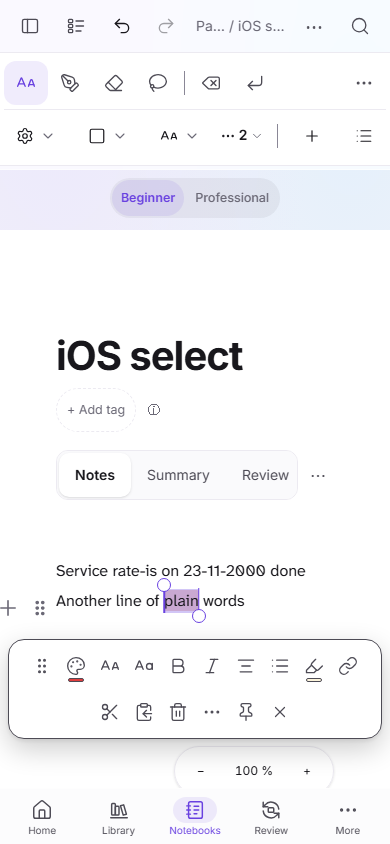 Pa... / iOS s...
2
Beginner
Professional
iOS select
+ Add tag
Notes
Summary
Review
Service rate-is on 23-11-2000 done
Another line of plain words
− 100 % +
Home
Library
Notebooks
Review
More